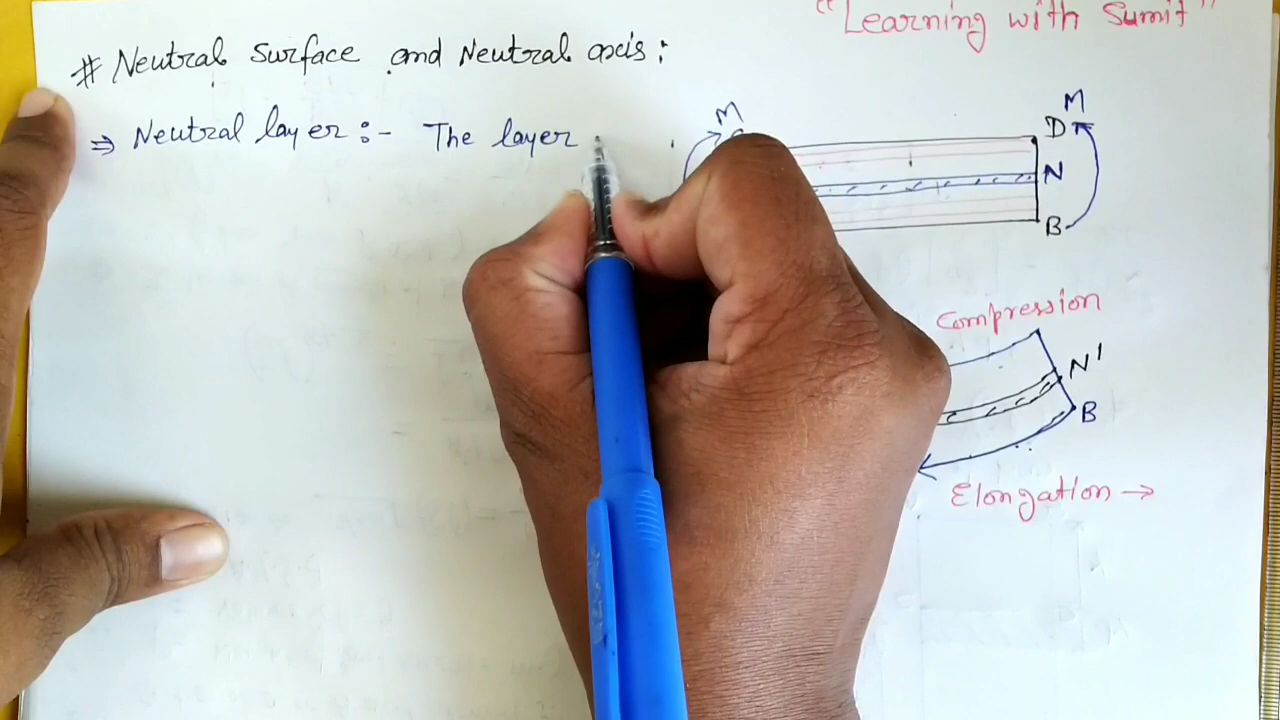 "Learning with Sumit"
# Neutral surface and Neutral axis:
⇒ Neutral layer:- The layer
M
M
D
N
B
Compression
N'
B
Elongation →